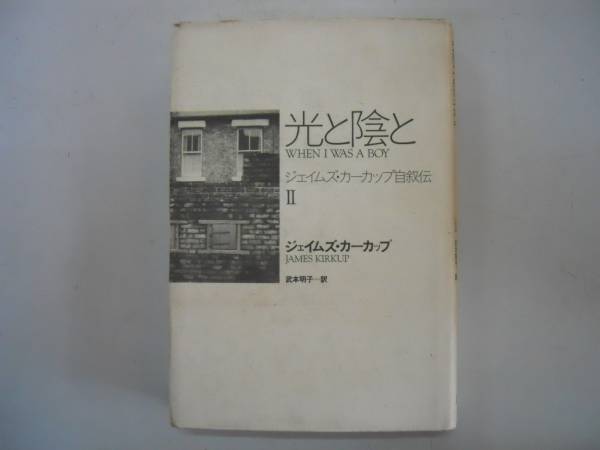 光と陰と
WHEN I WAS A BOY
ジェイムズ・カーカップ自叙伝
II
ジェイムズ・カーカップ
JAMES KIRKUP
武本明子―訳